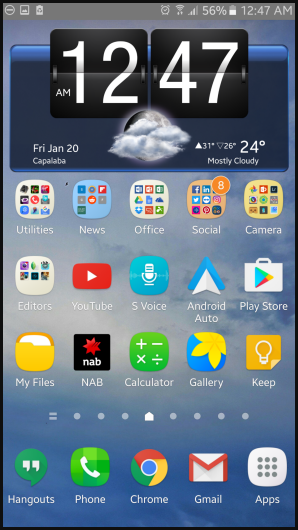 56% 12:47 AM
12 47
AM
Fri Jan 20
Capalaba
▲31° ▽26° 24°
Mostly Cloudy
8
Utilities News Office Social Camera
Editors YouTube S Voice Android Auto Play Store
nab
My Files NAB Calculator Gallery Keep
Hangouts Phone Chrome Gmail Apps